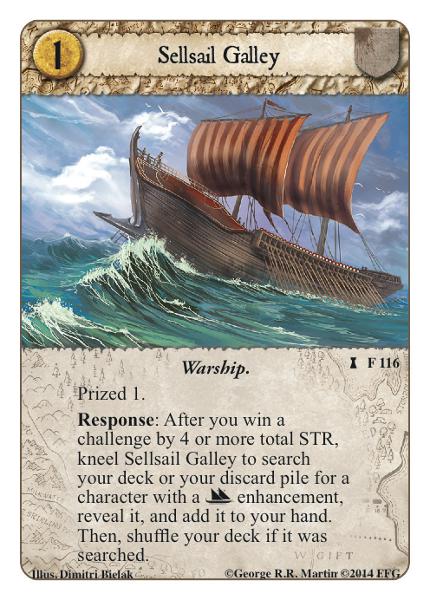 1
Sellsail Galley
Warship.
F 116
Prized 1.
Response: After you win a
challenge by 4 or more total STR,
kneel Sellsail Galley to search
your deck or your discard pile for
a character with a enhancement,
reveal it, and add it to your hand.
Then, shuffle your deck if it was
searched.
W GIFT
Illus. Dimitri Bielak
©George R.R. Martin ©2014 FFG